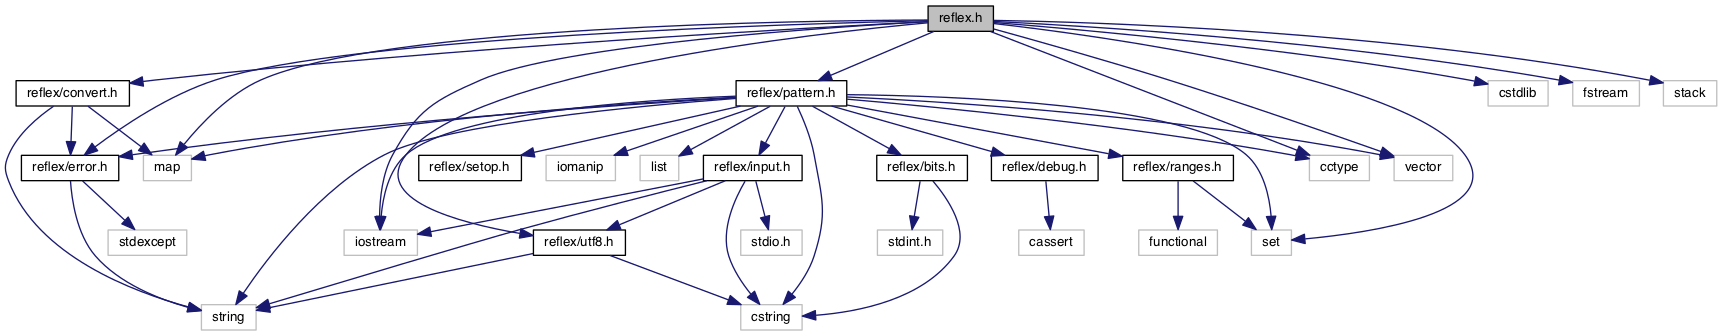 reflex.h
reflex/convert.h
reflex/pattern.h
cstdlib
fstream
stack
reflex/error.h
map
reflex/setop.h
iomanip
list
reflex/input.h
reflex/bits.h
reflex/debug.h
reflex/ranges.h
cctype
vector
stdexcept
iostream
reflex/utf8.h
stdio.h
stdint.h
cassert
functional
set
string
cstring